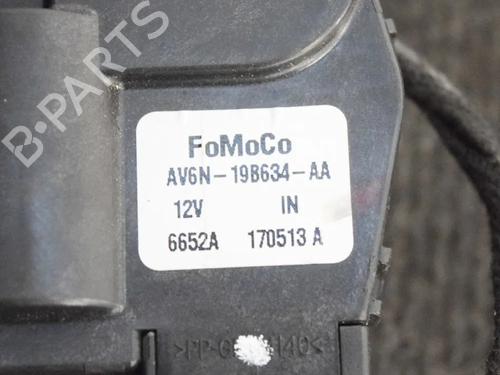 B·PARTS
FoMoCo
AV6N-19B634-AA
12V IN
6652A 170513 A